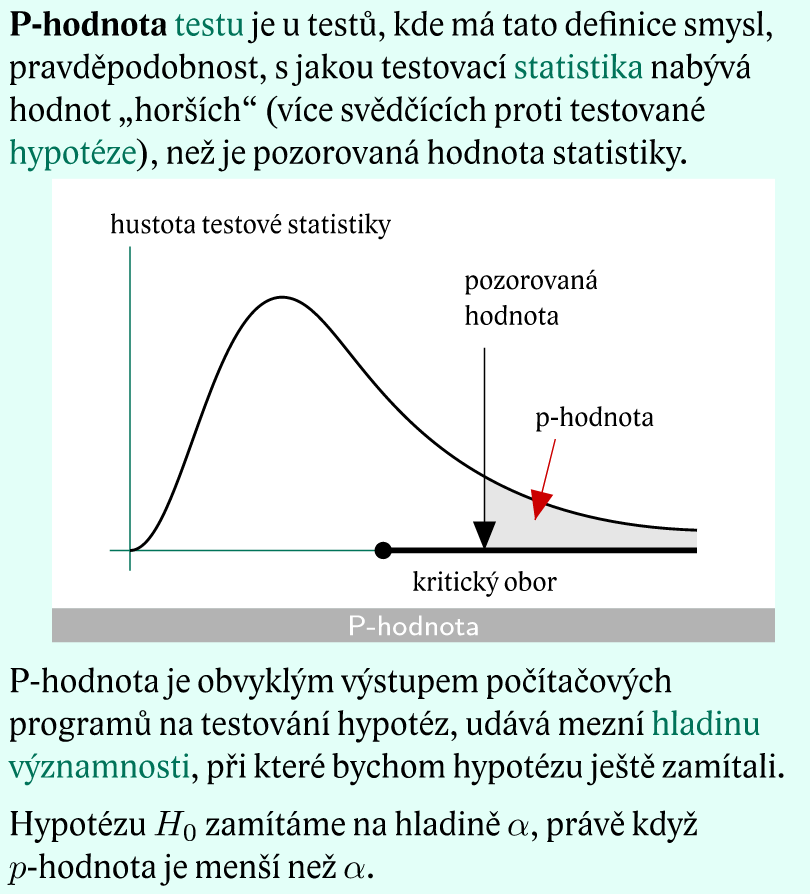 P-hodnota testu je u testů, kde má tato definice smysl,
pravděpodobnost, s jakou testovací statistika nabývá
hodnot „horších“ (více svědčících proti testované
hypotéze), než je pozorovaná hodnota statistiky.
hustota testové statistiky
pozorovaná
hodnota
p-hodnota
kritický obor
P-hodnota
P-hodnota je obvyklým výstupem počítačových
programů na testování hypotéz, udává mezní hladinu
významnosti, při které bychom hypotézu ještě zamítali.
Hypotézu H₀ zamítáme na hladině α, právě když
p-hodnota je menší než α.